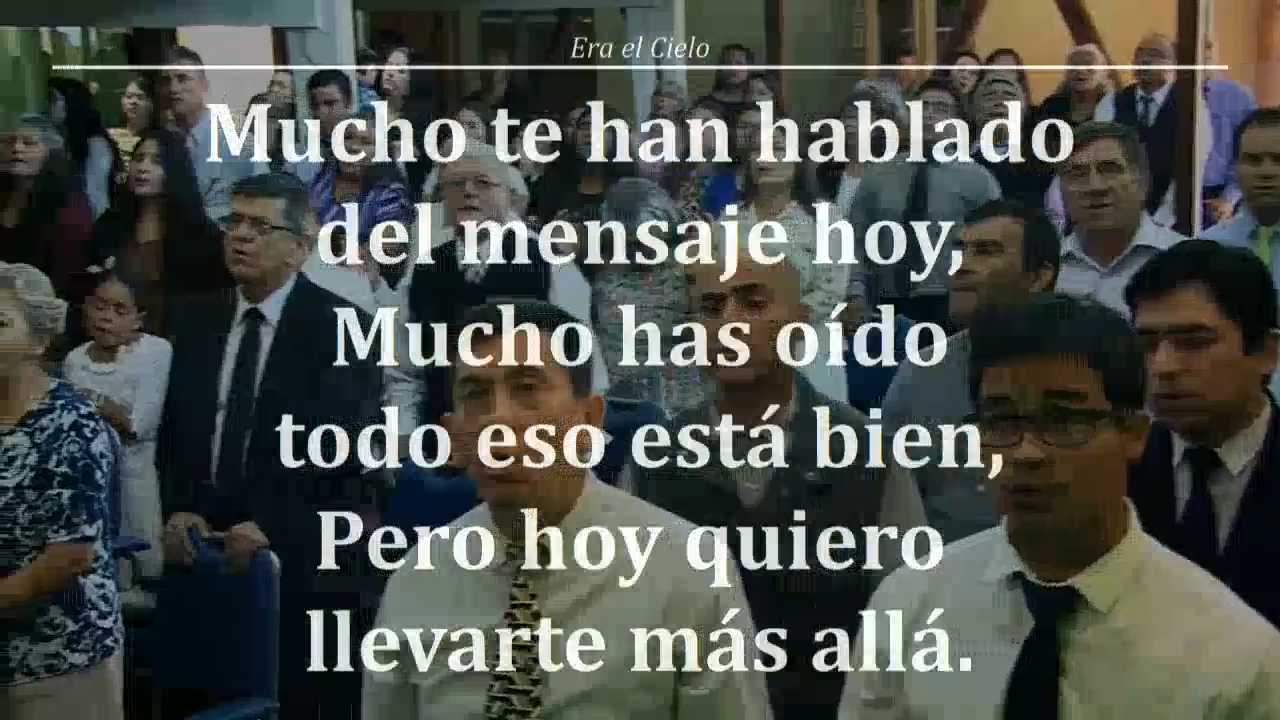 Era el Cielo
Mucho te han hablado
del mensaje hoy,
Mucho has oído
todo eso está bien,
Pero hoy quiero
llevarte más allá.